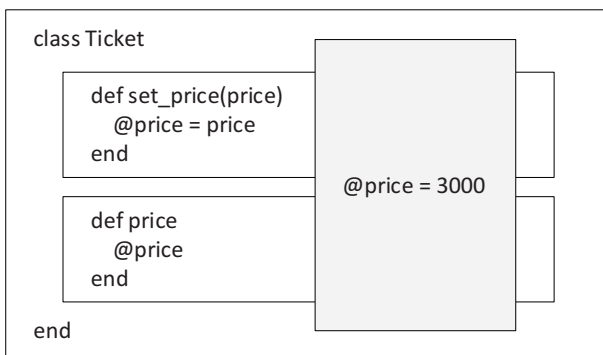 class Ticket
def set_price(price)
@price = price
end
@price = 3000
def price
@price
end
end